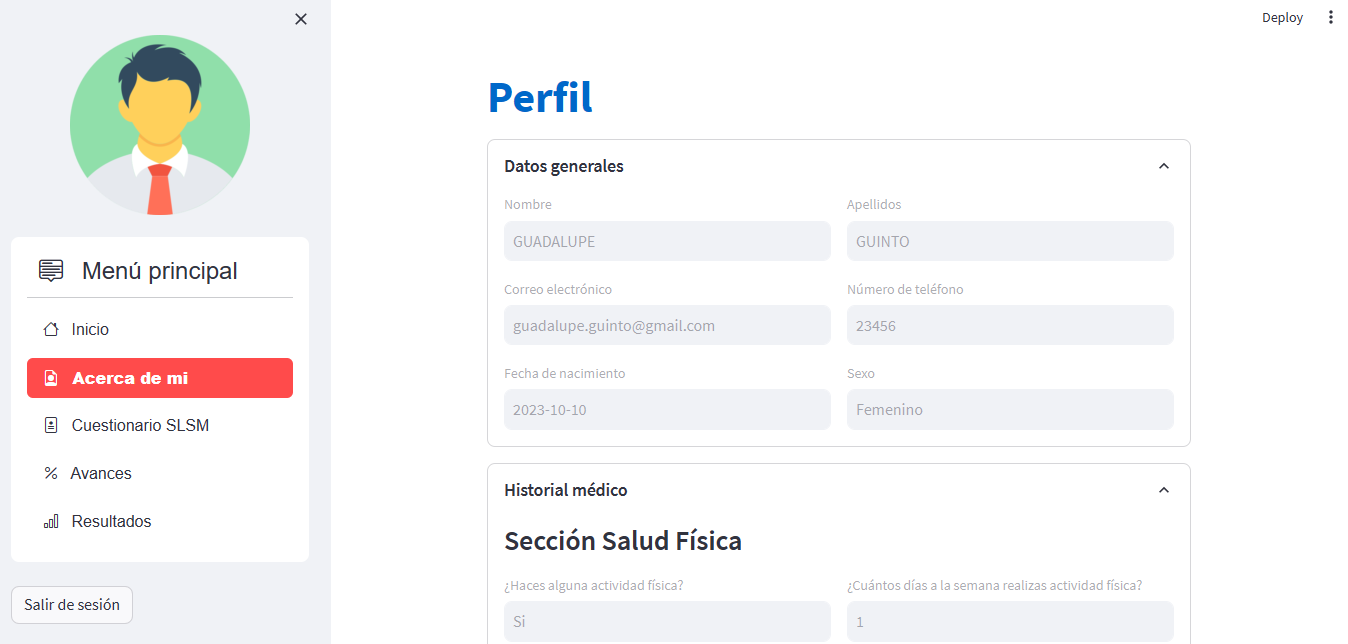 Deploy
Menú principal
Inicio
Acerca de mi
Cuestionario SLSM
Avances
Resultados
Salir de sesión
Perfil
Datos generales
Nombre Apellidos
GUADALUPE GUINTO
Correo electrónico Número de teléfono
guadalupe.guinto@gmail.com 23456
Fecha de nacimiento Sexo
2023-10-10 Femenino
Historial médico
Sección Salud Física
¿Haces alguna actividad física? ¿Cuántos días a la semana realizas actividad física?
Si 1